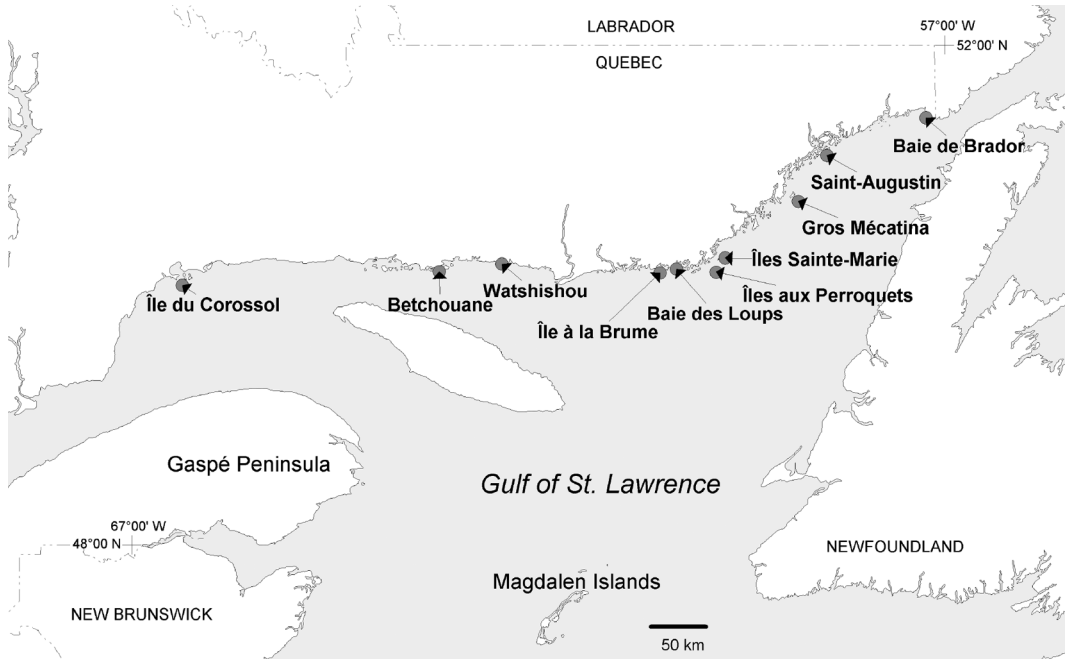 LABRADOR
57°00' W
52°00' N
QUEBEC
Baie de Brador
Saint-Augustin
Gros Mécatina
Îles Sainte-Marie
Îles aux Perroquets
Watshishou
Betchouane
Île du Corossol
Baie des Loups
Île à la Brume
Gaspé Peninsula
Gulf of St. Lawrence
67°00' W
48°00' N
NEWFOUNDLAND
Magdalen Islands
NEW BRUNSWICK
50 km